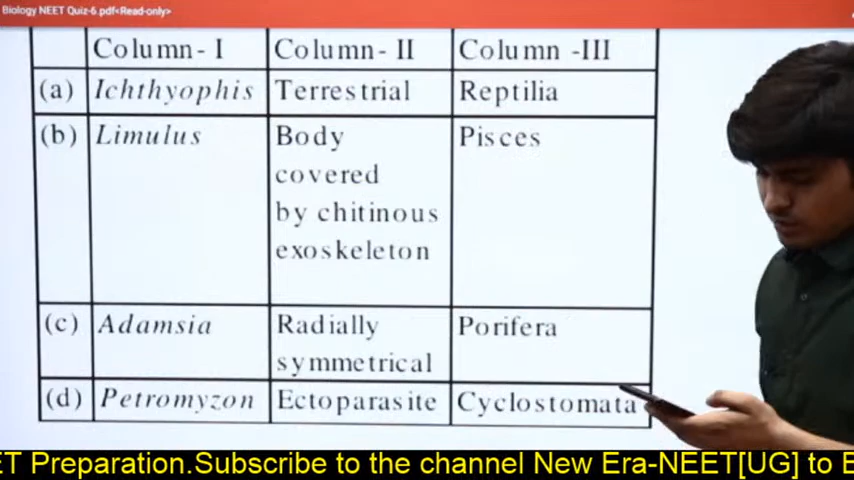 Biology NEET Quiz-6.pdf<Read-only>
Column- I Column- II Column -III
(a) Ichthyophis Terrestrial Reptilia
(b) Limulus Body Pisces
covered
by chitinous
exoskeleton
(c) Adamsia Radially Porifera
symmetrical
(d) Petromyzon Ectoparasite Cyclostomata
ET Preparation.Subscribe to the channel New Era-NEET[UG] to E